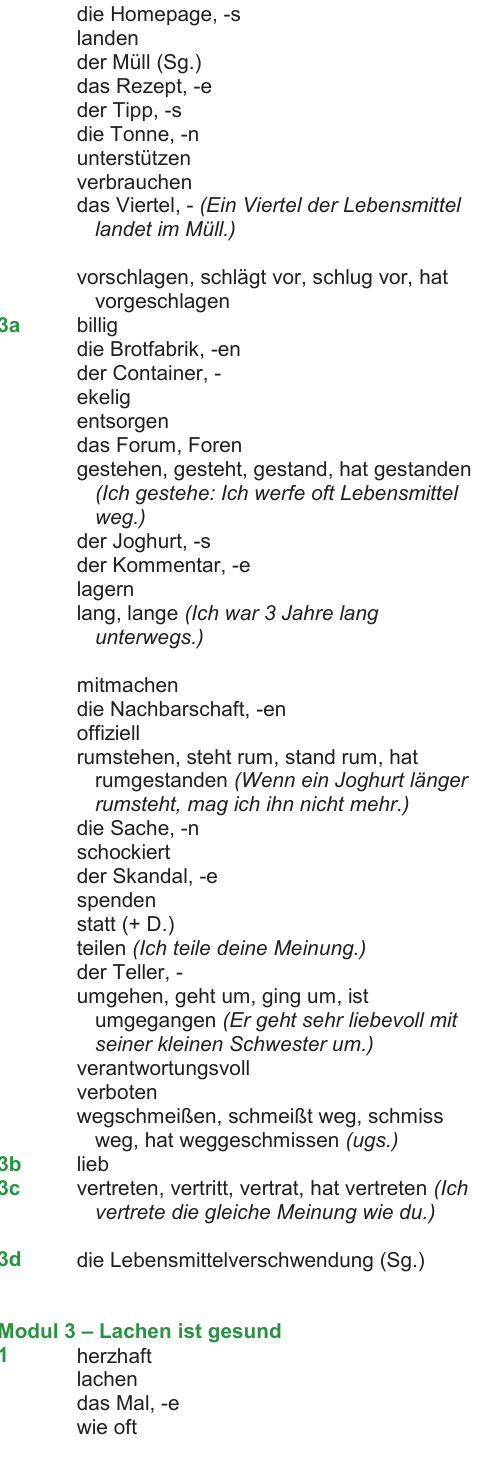 die Homepage, -s
landen
der Müll (Sg.)
das Rezept, -e
der Tipp, -s
die Tonne, -n
unterstützen
verbrauchen
das Viertel, - (Ein Viertel der Lebensmittel
landet im Müll.)
vorschlagen, schlägt vor, schlug vor, hat
vorgeschlagen
3a billig
die Brotfabrik, -en
der Container, -
ekelig
entsorgen
das Forum, Foren
gestehen, gesteht, gestand, hat gestanden
(Ich gestehe: Ich werfe oft Lebensmittel
weg.)
der Joghurt, -s
der Kommentar, -e
lagern
lang, lange (Ich war 3 Jahre lang
unterwegs.)
mitmachen
die Nachbarschaft, -en
offiziell
rumstehen, steht rum, stand rum, hat
rumgestanden (Wenn ein Joghurt länger
rumsteht, mag ich ihn nicht mehr.)
die Sache, -n
schockiert
der Skandal, -e
spenden
statt (+ D.)
teilen (Ich teile deine Meinung.)
der Teller, -
umgehen, geht um, ging um, ist
umgegangen (Er geht sehr liebevoll mit
seiner kleinen Schwester um.)
verantwortungsvoll
verboten
wegschmeißen, schmeißt weg, schmiss
weg, hat weggeschmissen (ugs.)
3b lieb
3c vertreten, vertritt, vertrat, hat vertreten (Ich
vertrete die gleiche Meinung wie du.)
3d die Lebensmittelverschwendung (Sg.)
Modul 3 – Lachen ist gesund
1 herzhaft
lachen
das Mal, -e
wie oft